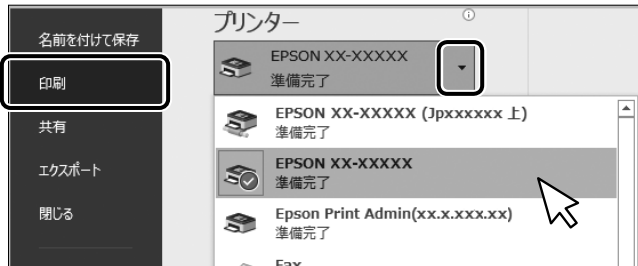 名前を付けて保存
印刷
共有
エクスポート
閉じる
プリンター
EPSON XX-XXXXX
準備完了
EPSON XX-XXXXX (Jpxxxxxx 上)
準備完了
EPSON XX-XXXXX
準備完了
Epson Print Admin(xx.x.xxx.xx)
準備完了
Fax